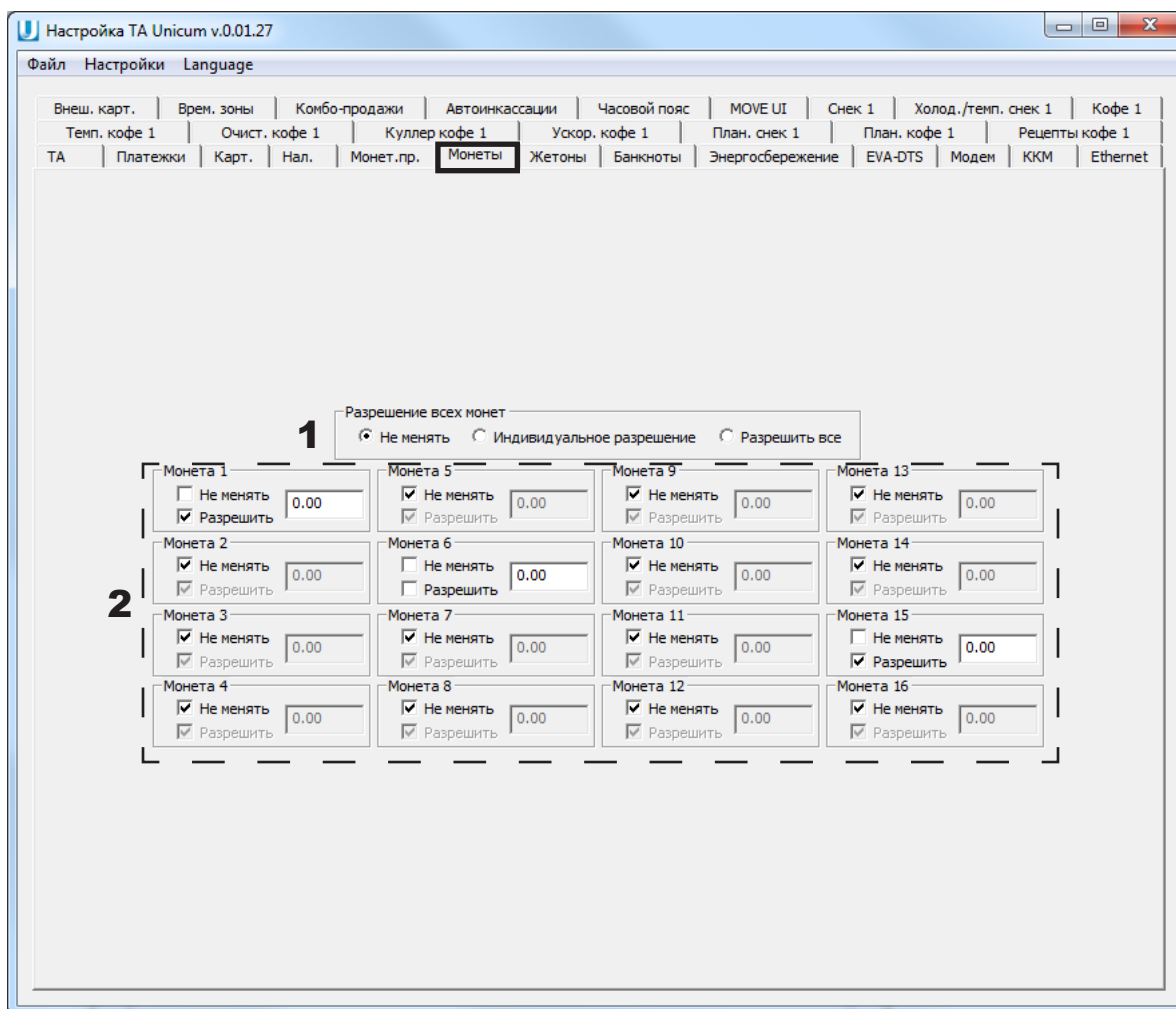 Настройка TA Unicum v.0.01.27
Файл Настройки Language
Внеш. карт. Врем. зоны Комбо-продажи Автоинкассации Часовой пояс MOVE UI Снек 1 Холод./темп. снек 1 Кофе 1
Темп. кофе 1 Очист. кофе 1 Куллер кофе 1 Ускор. кофе 1 План. снек 1 План. кофе 1 Рецепты кофе 1
ТА Платежки Карт. Нал. Монет.пр. Монеты Жетоны Банкноты Энергосбережение EVA-DTS Модем ККМ Ethernet
Разрешение всех монет
1 Не менять Индивидуальное разрешение Разрешить все
Монета 1 Монета 5 Монета 9 Монета 13
Не менять 0.00 Не менять 0.00 Не менять 0.00 Не менять 0.00
Разрешить Разрешить Разрешить Разрешить
Монета 2 Монета 6 Монета 10 Монета 14
Не менять 0.00 Не менять 0.00 Не менять 0.00 Не менять 0.00
Разрешить Разрешить Разрешить Разрешить
2
Монета 3 Монета 7 Монета 11 Монета 15
Не менять 0.00 Не менять 0.00 Не менять 0.00 Не менять 0.00
Разрешить Разрешить Разрешить Разрешить
Монета 4 Монета 8 Монета 12 Монета 16
Не менять 0.00 Не менять 0.00 Не менять 0.00 Не менять 0.00
Разрешить Разрешить Разрешить Разрешить